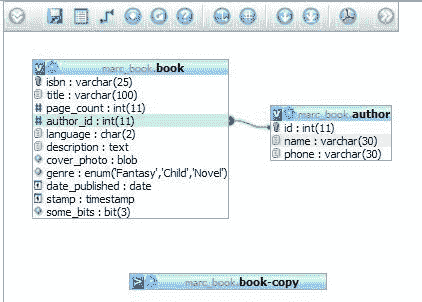 marc_book.book
isbn : varchar(25)
title : varchar(100)
page_count : int(11)
author_id : int(11)
language : char(2)
description : text
cover_photo : blob
genre : enum('Fantasy','Child','Novel')
date_published : date
stamp : timestamp
some_bits : bit(3)
marc_book.author
id : int(11)
name : varchar(30)
phone : varchar(30)
marc_book.book-copy